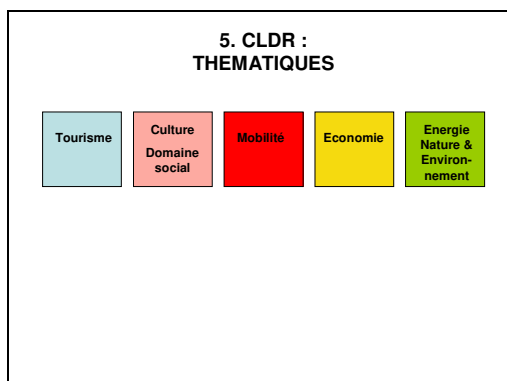 5. CLDR :
THEMATIQUES
Tourisme
Culture
Domaine
social
Mobilité
Economie
Energie
Nature &
Environ-
nement